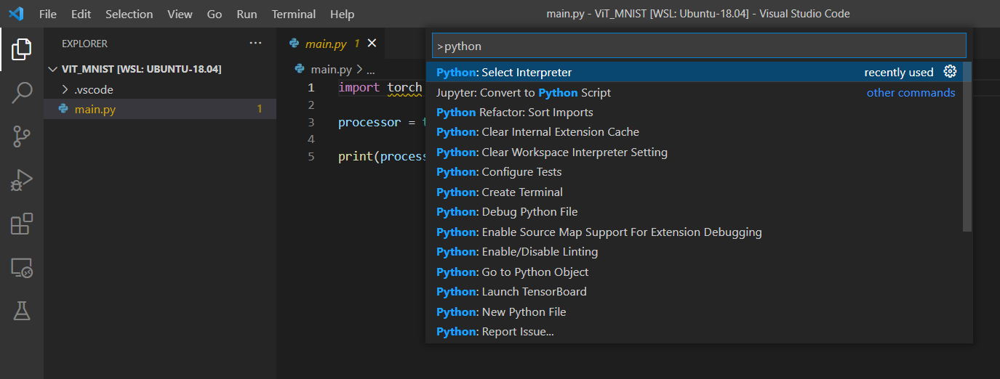 File Edit Selection View Go Run Terminal Help main.py - ViT_MNIST [WSL: Ubuntu-18.04] - Visual Studio Code
EXPLORER ···
VIT_MNIST [WSL: UBUNTU-18.04]
.vscode
main.py 1
main.py 1
main.py > ...
1 import torch
2
3 processor =
4
5 print(process
>python
Python: Select Interpreter recently used
Jupyter: Convert to Python Script other commands
Python Refactor: Sort Imports
Python: Clear Internal Extension Cache
Python: Clear Workspace Interpreter Setting
Python: Configure Tests
Python: Create Terminal
Python: Debug Python File
Python: Enable Source Map Support For Extension Debugging
Python: Enable/Disable Linting
Python: Go to Python Object
Python: Launch TensorBoard
Python: New Python File
Python: Report Issue...